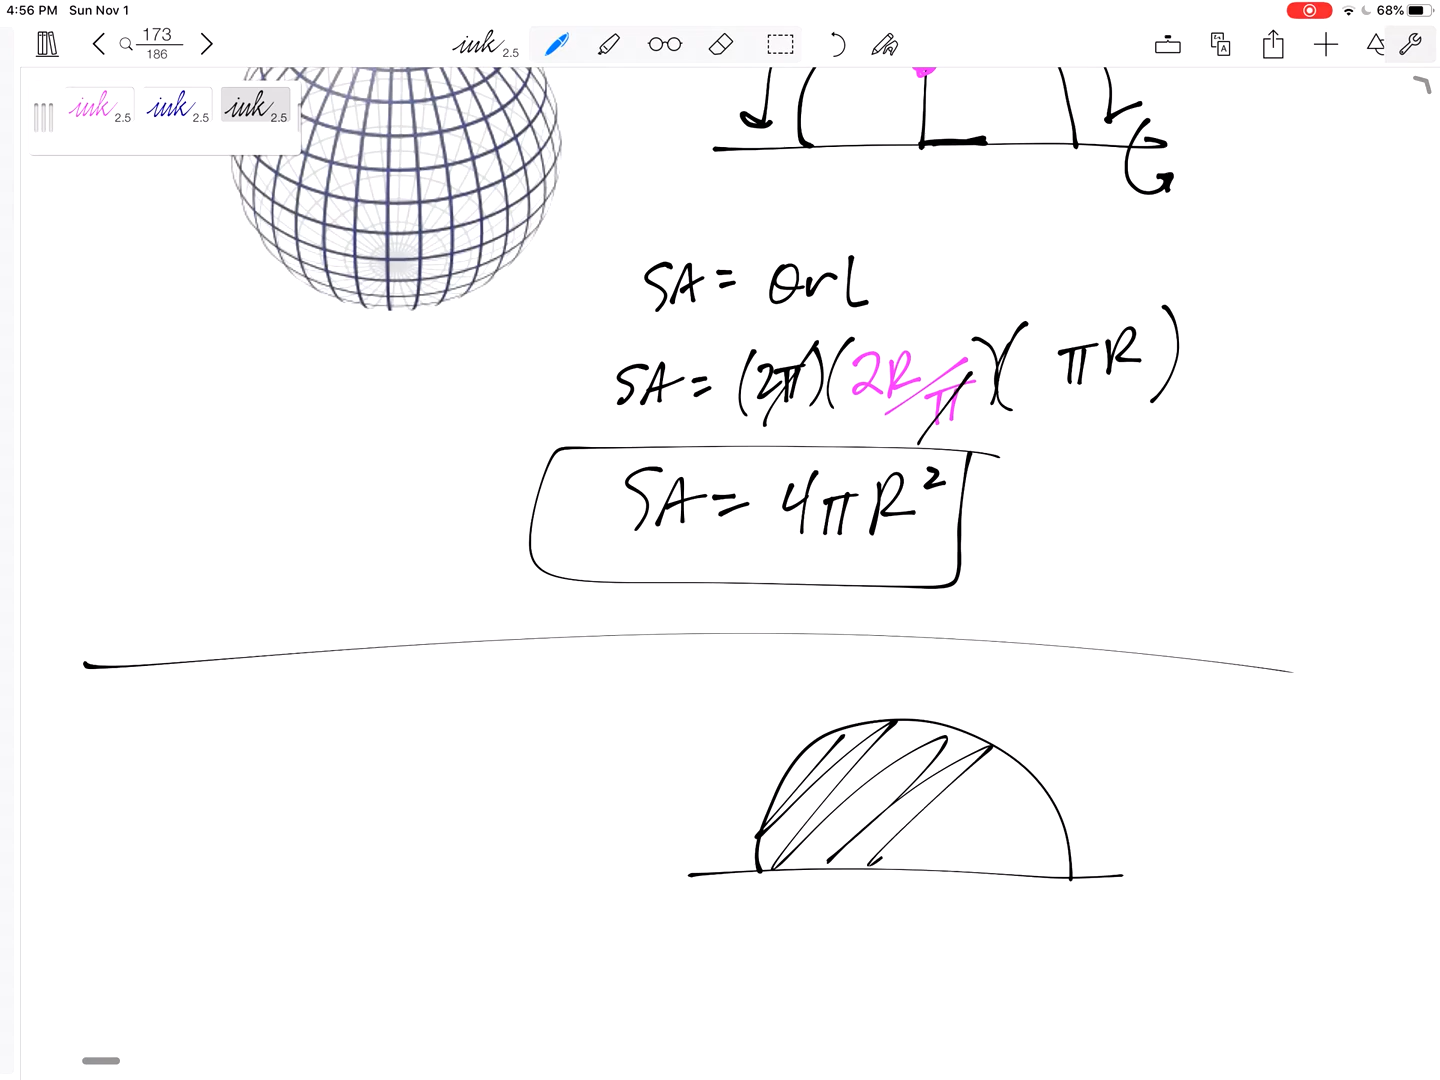 4:56 PM Sun Nov 1
68%
173
186
ink 2.5
ink 2.5 ink 2.5 ink 2.5
SA = θrL
SA = (2π)(2R/π)(πR)
SA = 4πR²